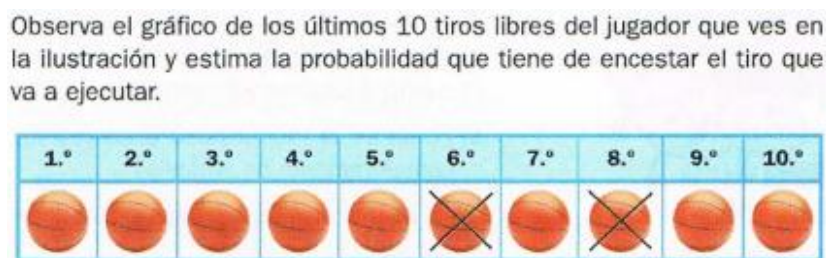 Observa el gráfico de los últimos 10 tiros libres del jugador que ves en
la ilustración y estima la probabilidad que tiene de encestar el tiro que
va a ejecutar.
1.º 2.º 3.º 4.º 5.º 6.º 7.º 8.º 9.º 10.º